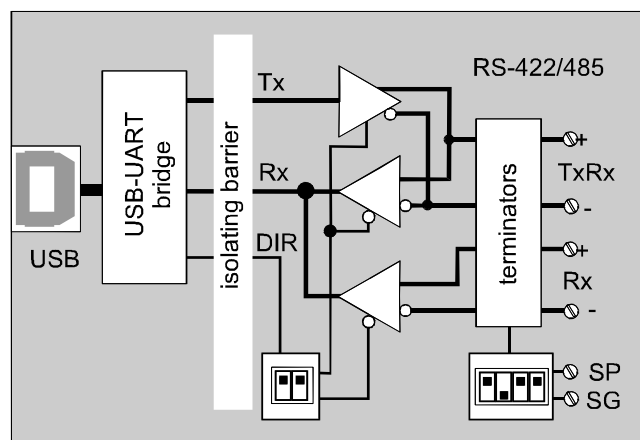 RS-422/485
Tx
+
TxRx
-
Rx
+
Rx
-
DIR
USB
USB-UART
bridge
isolating barrier
terminators
SP
SG